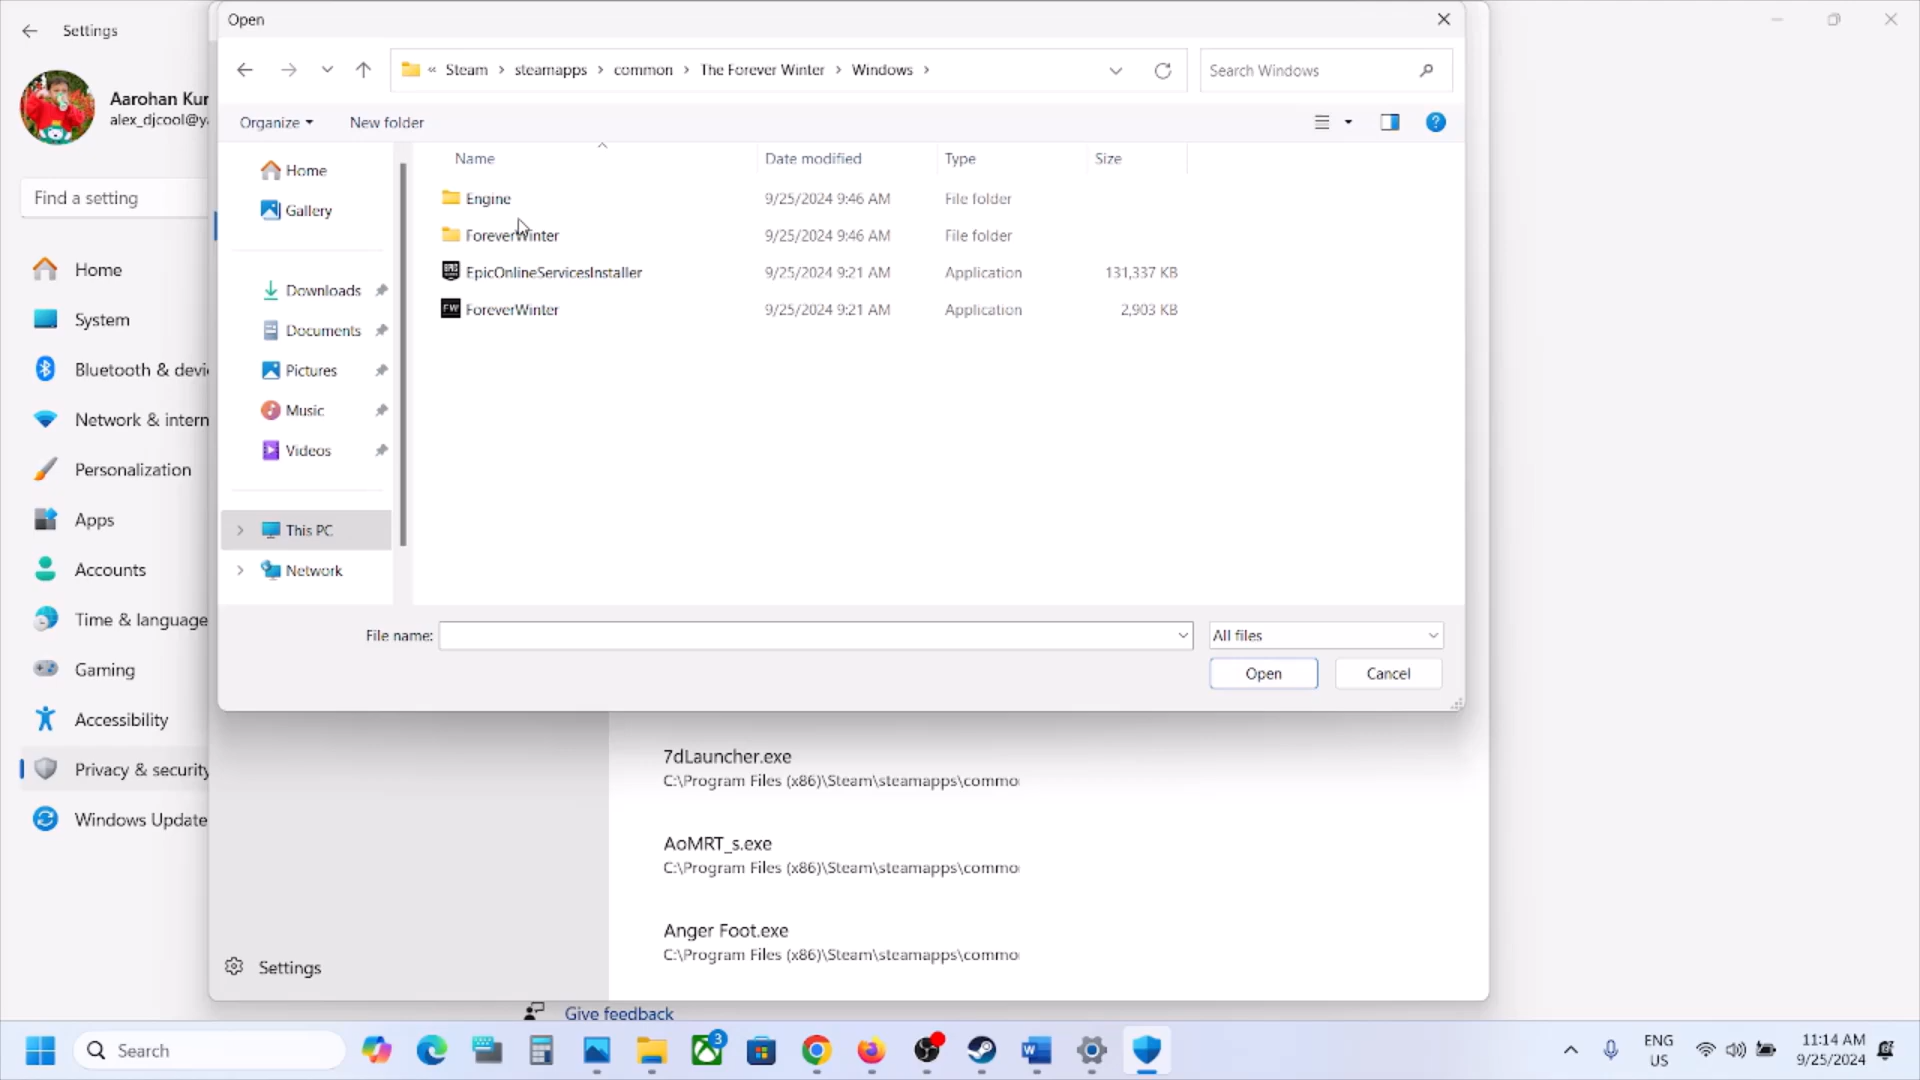 Settings
Aarohan Kur
alex_djcool@y
Find a setting
Home
System
Bluetooth & devi
Network & intern
Personalization
Apps
Accounts
Time & language
Gaming
Accessibility
Privacy & security
Windows Update
Open
« Steam > steamapps > common > The Forever Winter > Windows >
Search Windows
Organize
New folder
Home
Gallery
Downloads
Documents
Pictures
Music
Videos
This PC
Network
Name Date modified Type Size
Engine 9/25/2024 9:46 AM File folder
ForeverWinter 9/25/2024 9:46 AM File folder
EpicOnlineServicesInstaller 9/25/2024 9:21 AM Application 131,337 KB
FW ForeverWinter 9/25/2024 9:21 AM Application 2,903 KB
File name:
All files
Open
Cancel
7dLauncher.exe
C:\Program Files (x86)\Steam\steamapps\commo
AoMRT_s.exe
C:\Program Files (x86)\Steam\steamapps\commo
Anger Foot.exe
C:\Program Files (x86)\Steam\steamapps\commo
Settings
Give feedback
Search
3
ENG
US
11:14 AM
9/25/2024